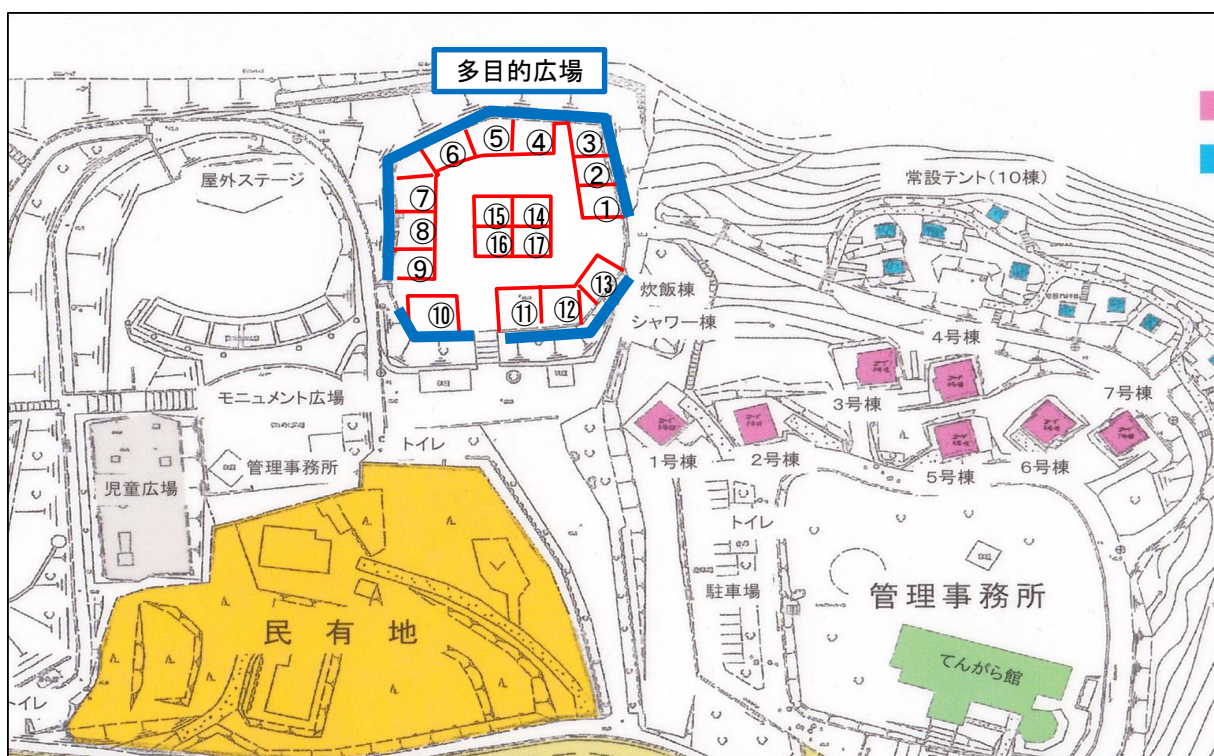 多目的広場
⑤
④
③
⑥
②
⑦
①
⑮
⑭
⑧
⑯
⑰
⑨
⑬
⑩
⑪
⑫
屋外ステージ
常設テント(10棟)
炊飯棟
シャワー棟
4号棟
モニュメント広場
3号棟
7号棟
トイレ
1号棟
2号棟
6号棟
5号棟
管理事務所
児童広場
トイレ
駐車場
管理事務所
民有地
てんがら館
トイレ